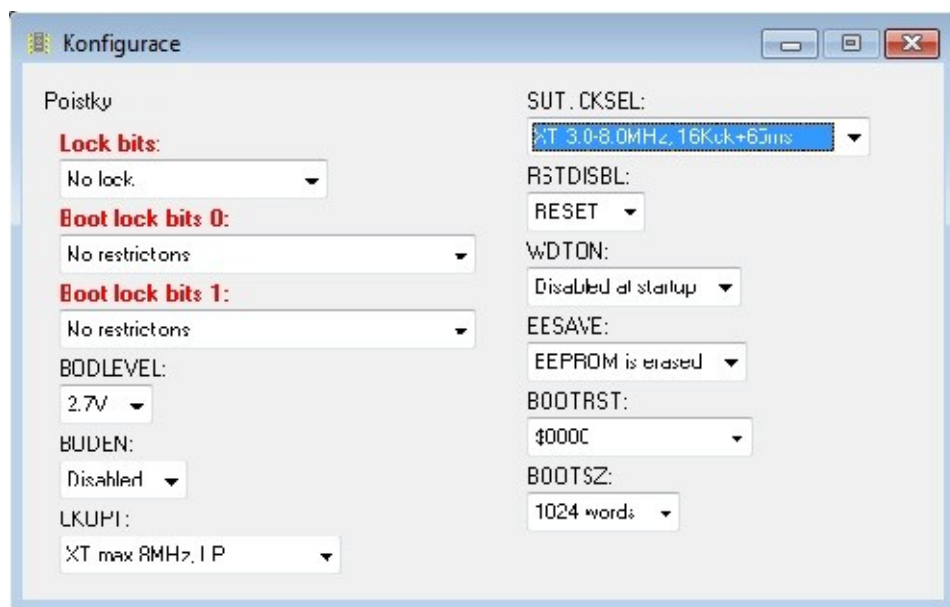 Konfigurace
Poistky
Lock bits:
No lock
Boot lock bits 0:
No restrictons
Boot lock bits 1:
No restrictons
BODLEVEL:
2.7V
BODEN:
Disabled
CKOPT:
XT max 8MHz, LP
SUT, CKSEL:
XT 3.0-8.0MHz, 16Kck+65ms
RSTDISBL:
RESET
WDTON:
Disabled at startup
EESAVE:
EEPROM is erased
BOOTRST:
$0000
BOOTSZ:
1024 words